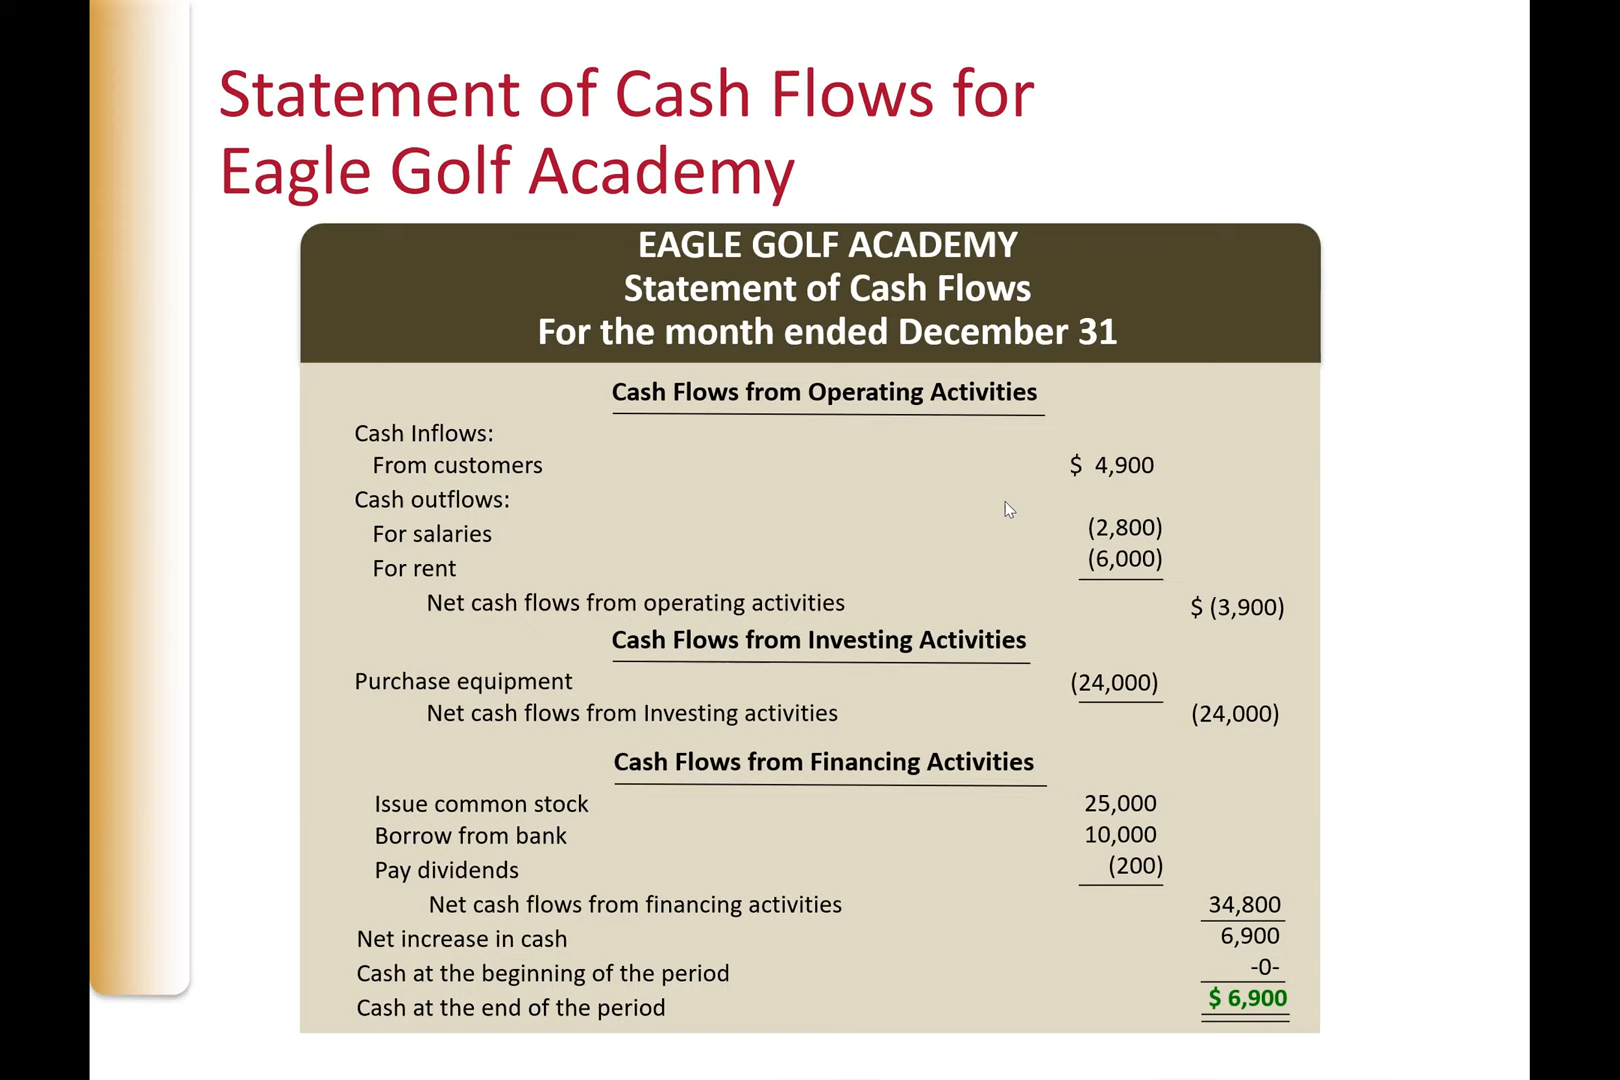 Statement of Cash Flows for
Eagle Golf Academy
EAGLE GOLF ACADEMY
Statement of Cash Flows
For the month ended December 31
Cash Flows from Operating Activities
Cash Inflows:
From customers $ 4,900
Cash outflows:
For salaries (2,800)
For rent (6,000)
Net cash flows from operating activities $ (3,900)
Cash Flows from Investing Activities
Purchase equipment (24,000)
Net cash flows from Investing activities (24,000)
Cash Flows from Financing Activities
Issue common stock 25,000
Borrow from bank 10,000
Pay dividends (200)
Net cash flows from financing activities 34,800
Net increase in cash 6,900
Cash at the beginning of the period -0-
Cash at the end of the period $ 6,900